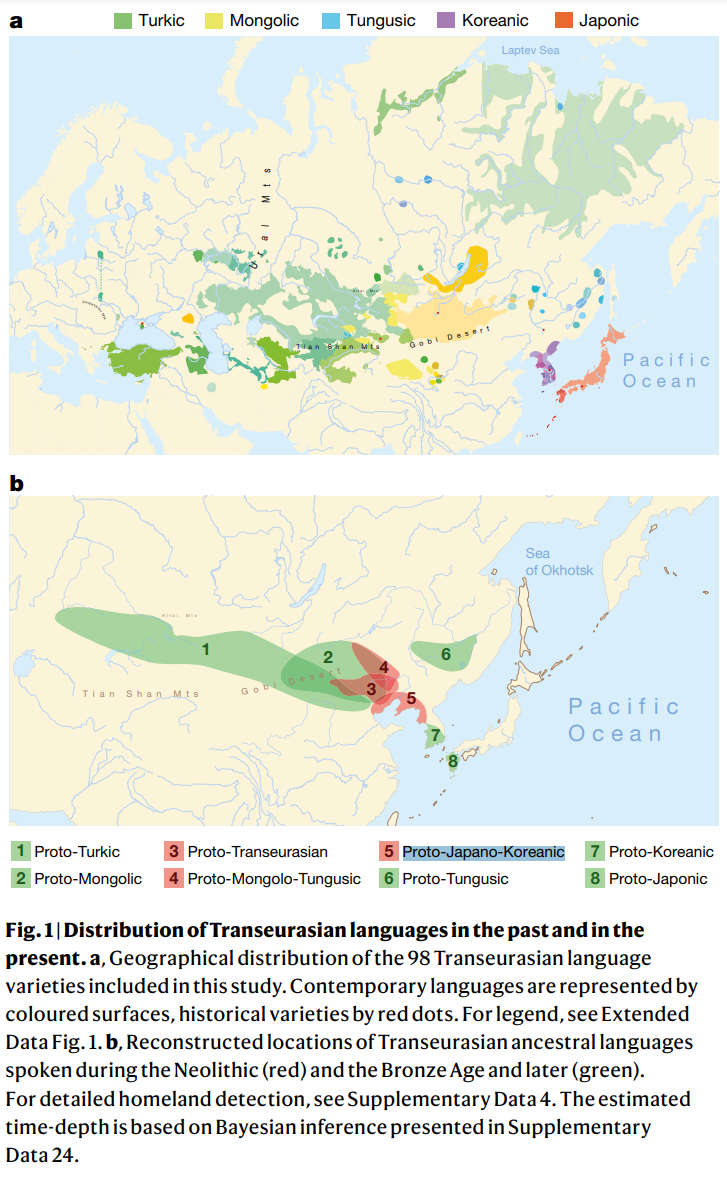 a
Turkic Mongolic Tungusic Koreanic Japonic
Laptev Sea
Ural Mts
Altai Mts
Tian Shan Mts
Gobi Desert
Pacific
Ocean
b
Sea
of Okhotsk
Altai Mts
1
2
3
4
5
6
7
8
Tian Shan Mts
Gobi Desert
Pacific
Ocean
1 Proto-Turkic 3 Proto-Transeurasian 5 Proto-Japano-Koreanic 7 Proto-Koreanic
2 Proto-Mongolic 4 Proto-Mongolo-Tungusic 6 Proto-Tungusic 8 Proto-Japonic
Fig. 1 | Distribution of Transeurasian languages in the past and in the
present. a, Geographical distribution of the 98 Transeurasian language
varieties included in this study. Contemporary languages are represented by
coloured surfaces, historical varieties by red dots. For legend, see Extended
Data Fig. 1. b, Reconstructed locations of Transeurasian ancestral languages
spoken during the Neolithic (red) and the Bronze Age and later (green).
For detailed homeland detection, see Supplementary Data 4. The estimated
time-depth is based on Bayesian inference presented in Supplementary
Data 24.